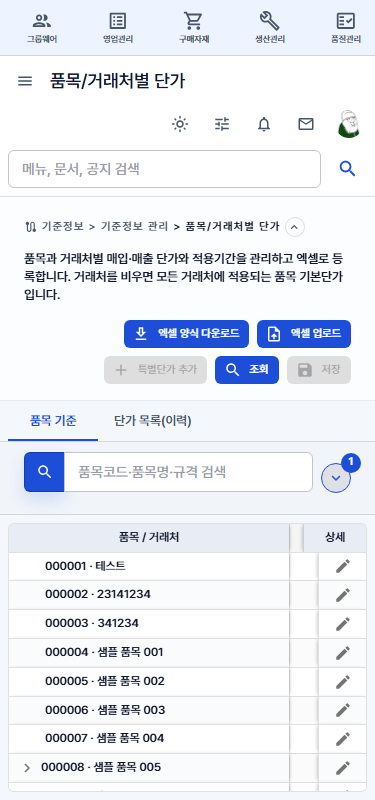 그룹웨어 영업관리 구매자재 생산관리 품질관리
품목/거래처별 단가
메뉴, 문서, 공지 검색
기준정보 > 기준정보 관리 > 품목/거래처별 단가
품목과 거래처별 매입·매출 단가와 적용기간을 관리하고 엑셀로 등
록합니다. 거래처를 비우면 모든 거래처에 적용되는 품목 기본단가
입니다.
엑셀 양식 다운로드 엑셀 업로드
특별단가 추가 조회 저장
품목 기준 단가 목록(이력)
품목코드·품목명·규격 검색
1
품목 / 거래처 상세
000001 · 테스트
000002 · 23141234
000003 · 341234
000004 · 샘플 품목 001
000005 · 샘플 품목 002
000006 · 샘플 품목 003
000007 · 샘플 품목 004
000008 · 샘플 품목 005